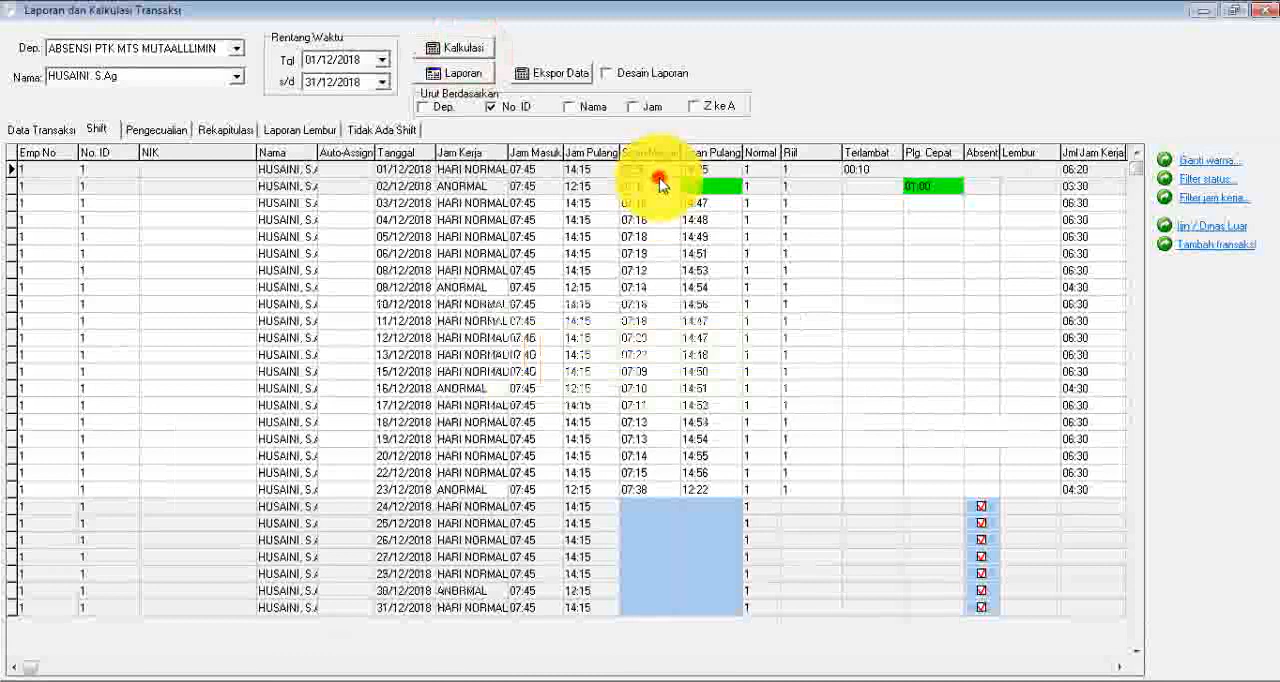 Laporan dan Kalkulasi Transaksi
Dep. ABSENSI PTK MTS MUTAALLLIMIN
Nama: HUSAINI. S.Ag
Rentang Waktu
Tgl 01/12/2018
s/d 31/12/2018
Kalkulasi
Laporan
Ekspor Data
Desain Laporan
Urut Berdasarkan
Dep. No. ID Nama Jam Z ke A
Data Transaksi Shift Pengecualian Rekapitulasi Laporan Lembur Tidak Ada Shift
Emp No No. ID NIK Nama Auto-Assign Tanggal Jam Kerja Jam Masuk Jam Pulang Pulang Normal Riil Terlambat Plg. Cepat Absent Lembur Jml Jam Kerja
1 1 HUSAINI, S.A 01/12/2018 HARI NORMAL 07:45 14:15 1 1 00:10 06:20
1 1 HUSAINI, S.A 02/12/2018 ANORMAL 07:45 12:15 1 1 01:00 03:30
1 1 HUSAINI, S.A 03/12/2018 HARI NORMAL 07:45 14:15 14:47 1 1 06:30
1 1 HUSAINI, S.A 04/12/2018 HARI NORMAL 07:45 14:15 07:16 14:48 1 1 06:30
1 1 HUSAINI, S.A 05/12/2018 HARI NORMAL 07:45 14:15 07:18 14:49 1 1 06:30
1 1 HUSAINI, S.A 06/12/2018 HARI NORMAL 07:45 14:15 07:19 14:51 1 1 06:30
1 1 HUSAINI, S.A HARI NORMAL 07:45 14:15 07:12 14:53 1 1 06:30
1 1 HUSAINI, S.A ANORMAL 07:45 12:15 07:14 14:54 1 1 04:30
1 1 HUSAINI, S.A 10/12/2018 HARI NORMAL 07:45 14:15 07:16 14:56 1 1 06:30
1 1 HUSAINI, S.A 11/12/2018 HARI NORMAL 07:45 14:15 07:18 14:47 1 1 06:30
1 1 HUSAINI, S.A 12/12/2018 HARI NORMAL 07:45 14:15 14:47 1 1 06:30
1 1 HUSAINI, S.A 13/12/2018 HARI NORMAL 14:15 14:48 1 1 06:30
1 1 HUSAINI, S.A 15/12/2018 HARI NORMAL 14:15 07:09 14:50 1 1 06:30
1 1 HUSAINI, S.A 16/12/2018 ANORMAL 07:45 12:15 07:10 14:51 1 1 04:30
1 1 HUSAINI, S.A 17/12/2018 HARI NORMAL 07:45 14:15 07:11 1 1 06:30
1 1 HUSAINI, S.A 18/12/2018 HARI NORMAL 07:45 14:15 07:13 1 1 06:30
1 1 HUSAINI, S.A 19/12/2018 HARI NORMAL 07:45 14:15 07:13 14:54 1 1 06:30
1 1 HUSAINI, S.A 20/12/2018 HARI NORMAL 07:45 14:15 07:14 14:55 1 1 06:30
1 1 HUSAINI, S.A 22/12/2018 HARI NORMAL 07:45 14:15 07:15 14:56 1 1 06:30
1 1 HUSAINI, S.A 23/12/2018 ANORMAL 07:45 12:15 07:38 12:22 1 1 04:30
1 1 HUSAINI, S.A 24/12/2018 HARI NORMAL 07:45 14:15 1
1 1 HUSAINI, S.A 25/12/2018 HARI NORMAL 07:45 14:15 1
1 1 HUSAINI, S.A 26/12/2018 HARI NORMAL 07:45 14:15 1
1 1 HUSAINI, S.A 27/12/2018 HARI NORMAL 07:45 14:15 1
1 1 HUSAINI, S.A 29/12/2018 HARI NORMAL 07:45 14:15 1
1 1 HUSAINI, S.A 30/12/2018 ANORMAL 07:45 12:15 1
1 1 HUSAINI, S.A 31/12/2018 HARI NORMAL 07:45 14:15 1
Ganti warna...
Filter status...
Filter jam kerja...
Ijin / Dinas Luar
Tambah transaksi